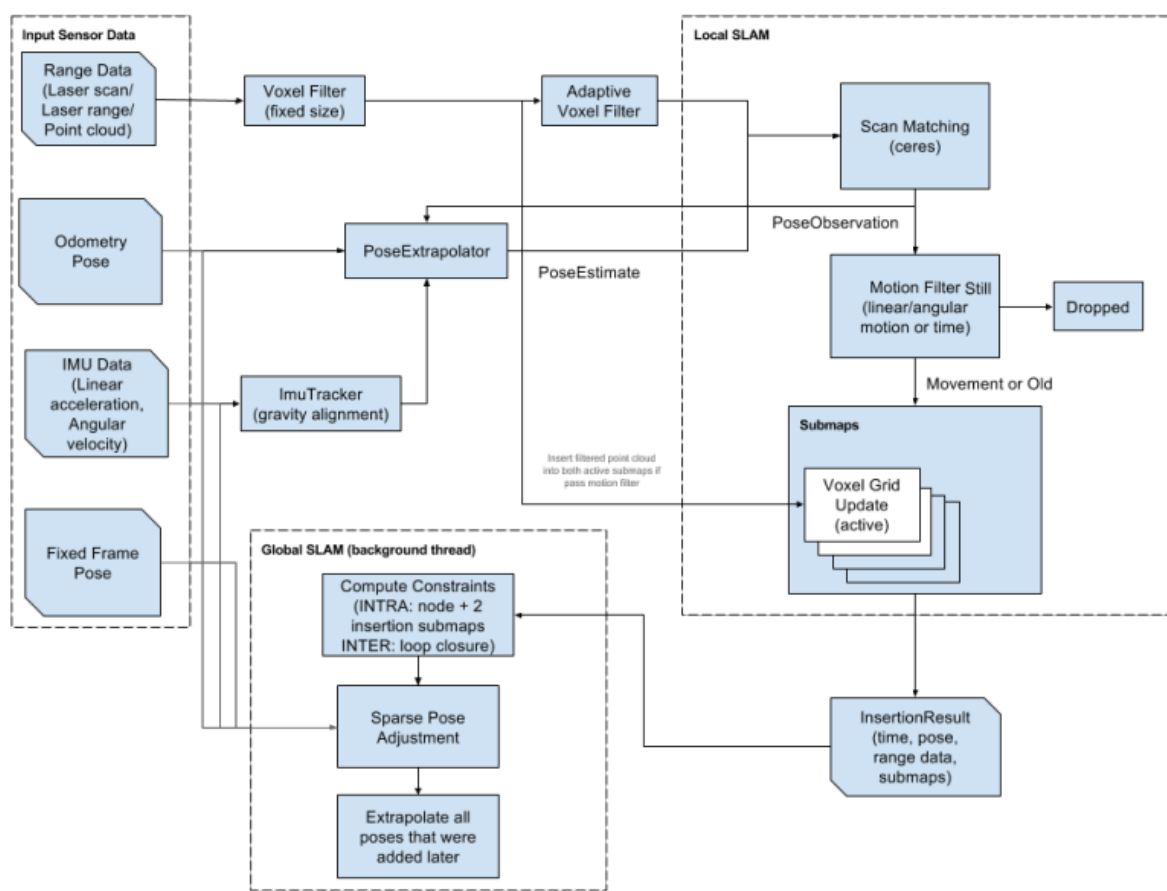 Input Sensor Data
Range Data
(Laser scan/
Laser range/
Point cloud)
Voxel Filter
(fixed size)
Adaptive
Voxel Filter
Local SLAM
Scan Matching
(ceres)
Odometry
Pose
PoseExtrapolator
PoseObservation
PoseEstimate
Motion Filter Still
(linear/angular
motion or time)
Dropped
IMU Data
(Linear
acceleration,
Angular
velocity)
ImuTracker
(gravity alignment)
Movement or Old
Submaps
Insert filtered point cloud
into both active submaps if
pass motion filter
Voxel Grid
Update
(active)
Fixed Frame
Pose
Global SLAM (background thread)
Compute Constraints
(INTRA: node + 2
insertion submaps
INTER: loop closure)
Sparse Pose
Adjustment
Extrapolate all
poses that were
added later
InsertionResult
(time, pose,
range data,
submaps)